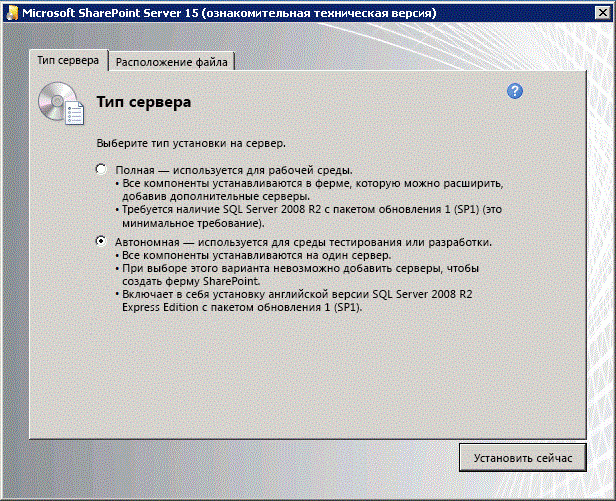 Microsoft SharePoint Server 15 (ознакомительная техническая версия)
Тип сервера
Расположение файла
Тип сервера
Выберите тип установки на сервер.
Полная — используется для рабочей среды.
• Все компоненты устанавливаются в ферме, которую можно расширить,
добавив дополнительные серверы.
• Требуется наличие SQL Server 2008 R2 с пакетом обновления 1 (SP1) (это
минимальное требование).
Автономная — используется для среды тестирования или разработки.
• Все компоненты устанавливаются на один сервер.
• При выборе этого варианта невозможно добавить серверы, чтобы
создать ферму SharePoint.
• Включает в себя установку английской версии SQL Server 2008 R2
Express Edition с пакетом обновления 1 (SP1).
Установить сейчас